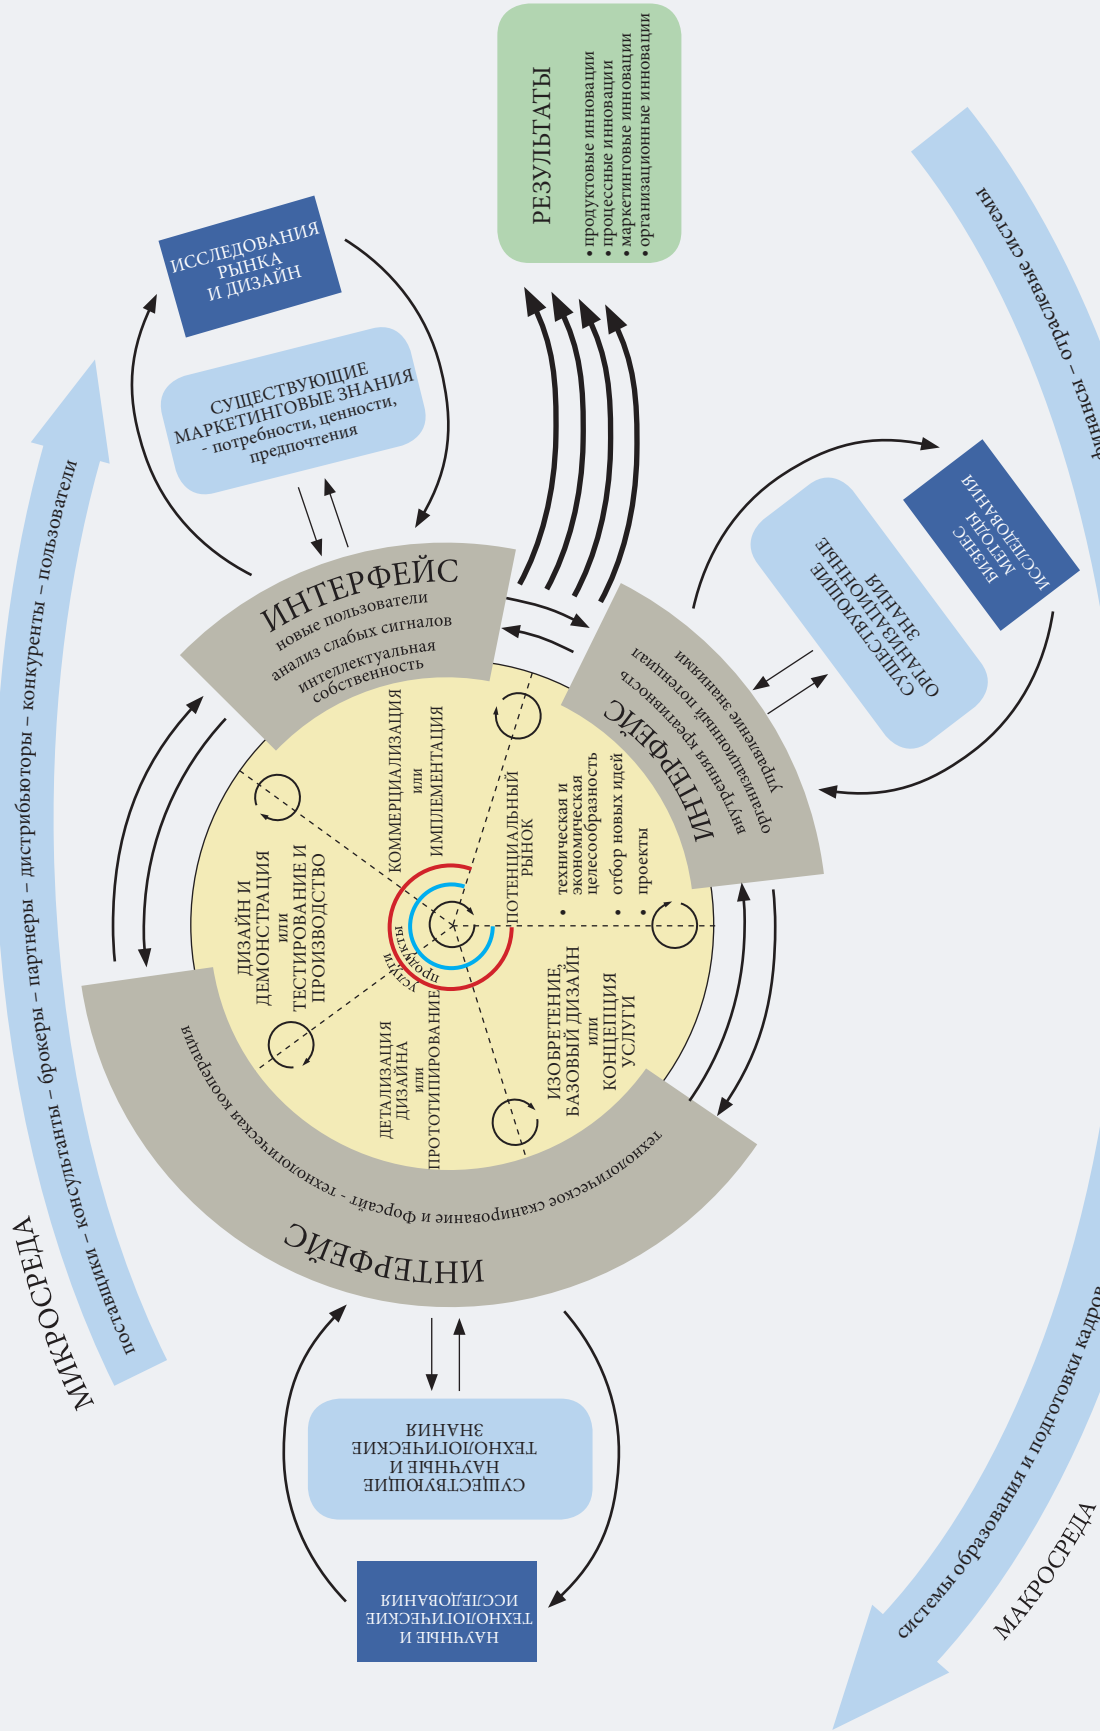 РЕЗУЛЬТАТЫ
• продуктовые инновации
• процессные инновации
• маркетинговые инновации
• организационные инновации
ИССЛЕДОВАНИЯ
РЫНКА
И ДИЗАЙН
СУЩЕСТВУЮЩИЕ
МАРКЕТИНГОВЫЕ ЗНАНИЯ
- потребности, ценности,
предпочтения
МИКРОСРЕДА
поставщики – консультанты – брокеры – партнеры – дистрибьюторы – конкуренты – пользователи
ИНТЕРФЕЙС
новые пользователи
анализ слабых сигналов
интеллектуальная
собственность
ИНТЕРФЕЙС
внутренняя креативность
организационный потенциал
управление знаниями
СУЩЕСТВУЮЩИЕ
ОРГАНИЗАЦИОННЫЕ
ЗНАНИЯ
БИЗНЕС
МЕТОДЫ
ИССЛЕДОВАНИЯ
финансы – отраслевые системы
КОММЕРЦИАЛИЗАЦИЯ
или
ИМПЛЕМЕНТАЦИЯ
ПОТЕНЦИАЛЬНЫЙ
РЫНОК
• техническая и
экономическая
целесообразность
• отбор новых идей
• проекты
ДИЗАЙН И
ДЕМОНСТРАЦИЯ
или
ТЕСТИРОВАНИЕ И
ПРОИЗВОДСТВО
услуги
продукты
ДЕТАЛИЗАЦИЯ
ДИЗАЙНА
или
ПРОТОТИПИРОВАНИЕ
ИЗОБРЕТЕНИЕ,
БАЗОВЫЙ ДИЗАЙН
или
КОНЦЕПЦИЯ
УСЛУГИ
ИНТЕРФЕЙС
технологическое сканирование и Форсайт - технологическая кооперация
СУЩЕСТВУЮЩИЕ
НАУЧНЫЕ И
ТЕХНОЛОГИЧЕСКИЕ
ЗНАНИЯ
НАУЧНЫЕ И
ТЕХНОЛОГИЧЕСКИЕ
ИССЛЕДОВАНИЯ
системы образования и подготовки кадров
МАКРОСРЕДА